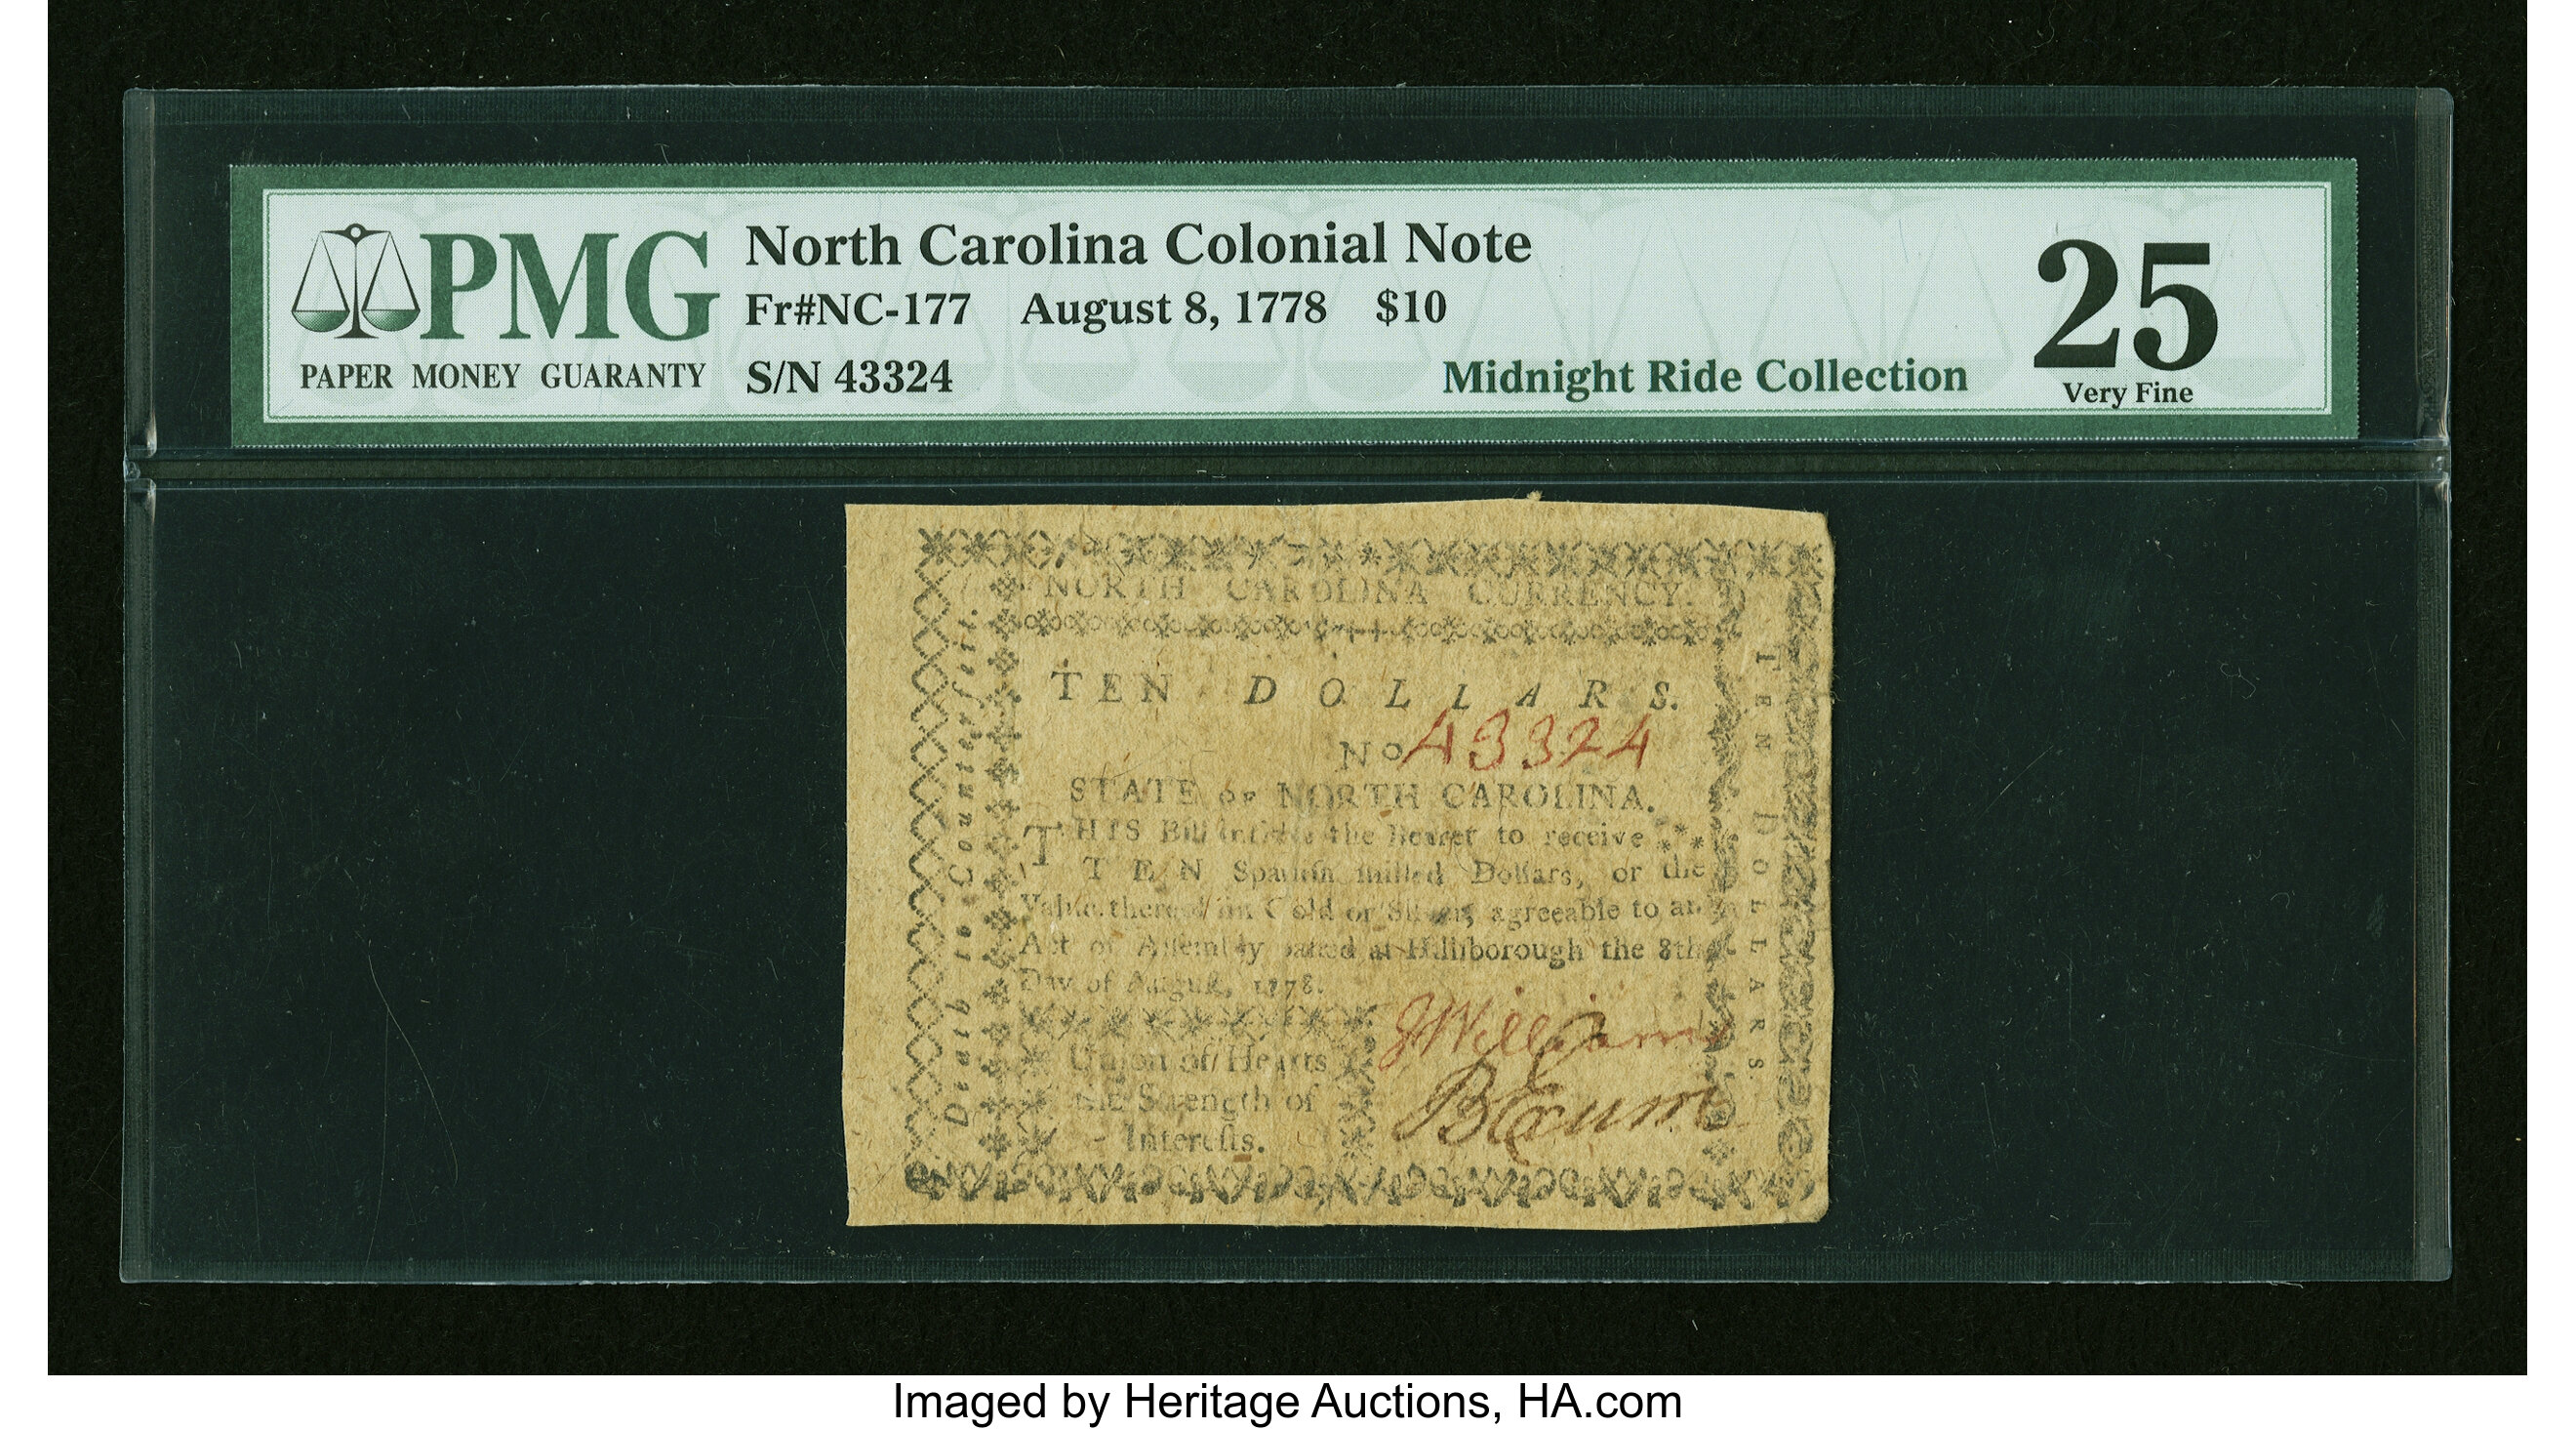 PMG
PAPER MONEY GUARANTY
North Carolina Colonial Note
Fr#NC-177 August 8, 1778 $10
S/N 43324
Midnight Ride Collection
25
Very Fine
NORTH CAROLINA CURRENCY.
TEN DOLLARS.
No 43324
STATE of NORTH CAROLINA.
THIS Bill intitles the Bearer to receive
TEN Spaniſh milled Dollars, or the
Value thereof in Gold or Silver, agreeable to an
Act of Aſſembly paſſed at Hillſborough the 8th
Day of Auguſt, 1778.
Union of Hearts
the Strength of
Intereſts.
JWilliams
B Exum
TEN DOLLARS.
Death to Counterfeit.
Imaged by Heritage Auctions, HA.com